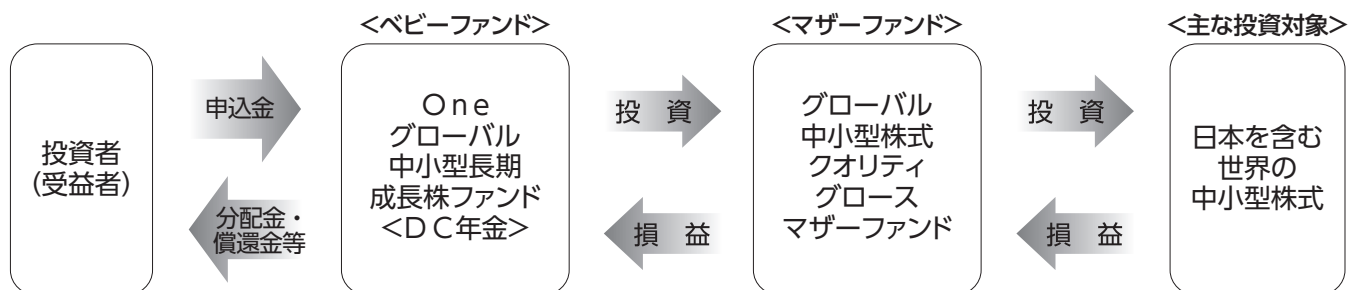 <ベビーファンド>
<マザーファンド>
<主な投資対象>
投資者
(受益者)
申込金
分配金・
償還金等
One
グローバル
中小型長期
成長株ファンド
<DC年金>
投 資
損 益
グローバル
中小型株式
クオリティ
グロース
マザーファンド
投 資
損 益
日本を含む
世界の
中小型株式